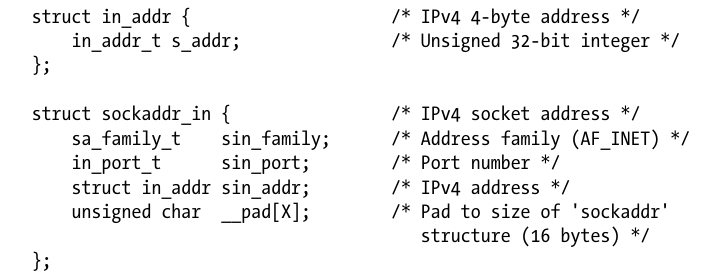 struct in_addr { /* IPv4 4-byte address */
    in_addr_t s_addr; /* Unsigned 32-bit integer */
};
struct sockaddr_in { /* IPv4 socket address */
    sa_family_t sin_family; /* Address family (AF_INET) */
    in_port_t sin_port; /* Port number */
    struct in_addr sin_addr; /* IPv4 address */
    unsigned char __pad[X]; /* Pad to size of 'sockaddr'
    structure (16 bytes) */
};